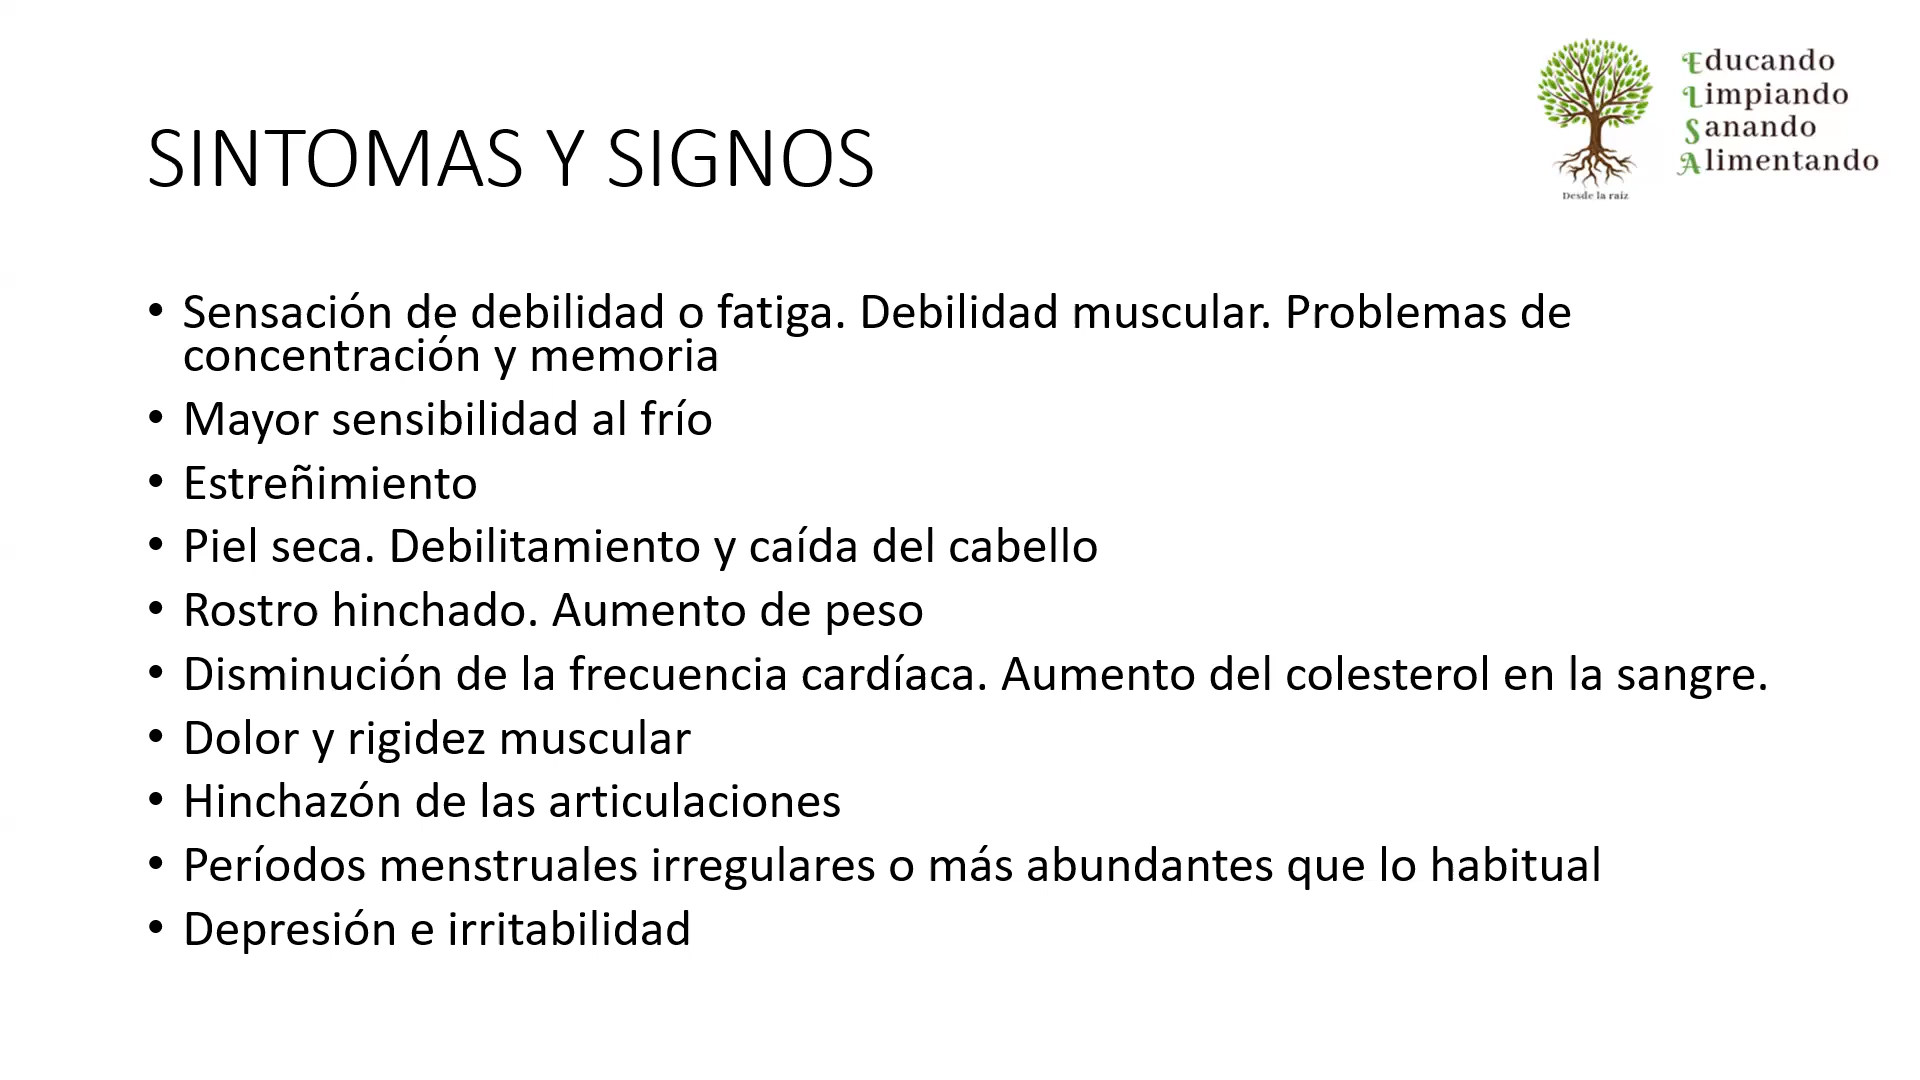 Educando
Limpiando
Sanando
Alimentando
Desde la raíz
SINTOMAS Y SIGNOS
• Sensación de debilidad o fatiga. Debilidad muscular. Problemas de
concentración y memoria
• Mayor sensibilidad al frío
• Estreñimiento
• Piel seca. Debilitamiento y caída del cabello
• Rostro hinchado. Aumento de peso
• Disminución de la frecuencia cardíaca. Aumento del colesterol en la sangre.
• Dolor y rigidez muscular
• Hinchazón de las articulaciones
• Períodos menstruales irregulares o más abundantes que lo habitual
• Depresión e irritabilidad